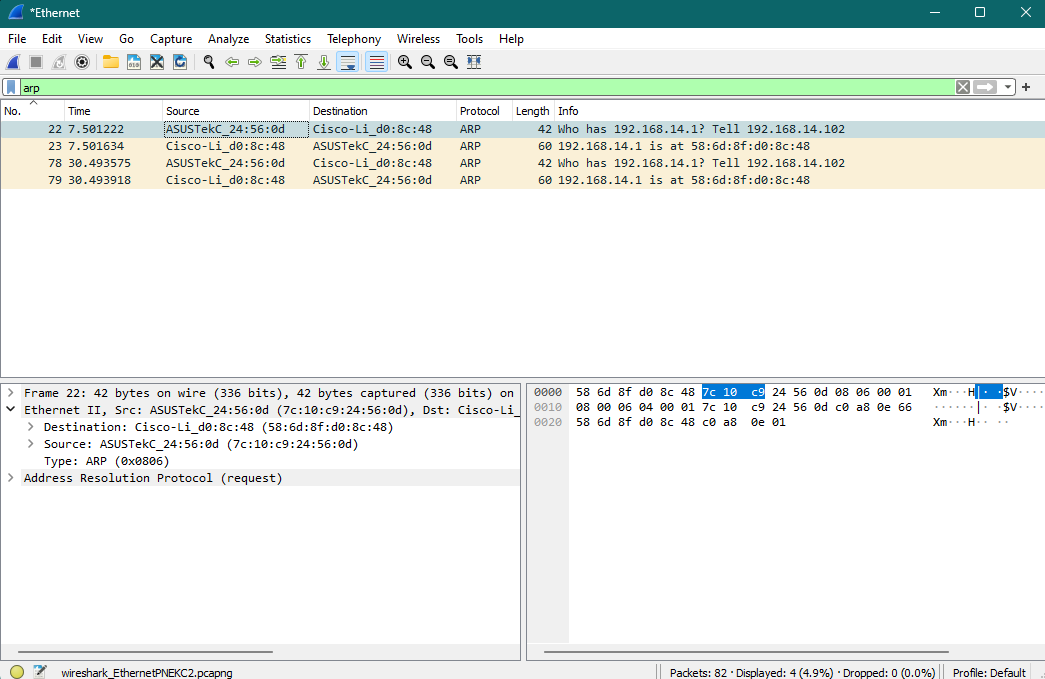 *Ethernet
File Edit View Go Capture Analyze Statistics Telephony Wireless Tools Help
arp
No. Time Source Destination Protocol Length Info
22 7.501222 ASUSTekC_24:56:0d Cisco-Li_d0:8c:48 ARP 42 Who has 192.168.14.1? Tell 192.168.14.102
23 7.501634 Cisco-Li_d0:8c:48 ASUSTekC_24:56:0d ARP 60 192.168.14.1 is at 58:6d:8f:d0:8c:48
78 30.493575 ASUSTekC_24:56:0d Cisco-Li_d0:8c:48 ARP 42 Who has 192.168.14.1? Tell 192.168.14.102
79 30.493918 Cisco-Li_d0:8c:48 ASUSTekC_24:56:0d ARP 60 192.168.14.1 is at 58:6d:8f:d0:8c:48
Frame 22: 42 bytes on wire (336 bits), 42 bytes captured (336 bits) on
Ethernet II, Src: ASUSTekC_24:56:0d (7c:10:c9:24:56:0d), Dst: Cisco-Li_
Destination: Cisco-Li_d0:8c:48 (58:6d:8f:d0:8c:48)
Source: ASUSTekC_24:56:0d (7c:10:c9:24:56:0d)
Type: ARP (0x0806)
Address Resolution Protocol (request)
0000 58 6d 8f d0 8c 48 7c 10 c9 24 56 0d 08 06 00 01 Xm···H|··$V····
0010 08 00 06 04 00 01 7c 10 c9 24 56 0d c0 a8 0e 66 ······|· ·$V····
0020 58 6d 8f d0 8c 48 c0 a8 0e 01 Xm···H·· ··
wireshark_EthernetPNEKC2.pcapng
Packets: 82 · Displayed: 4 (4.9%) · Dropped: 0 (0.0%)
Profile: Default